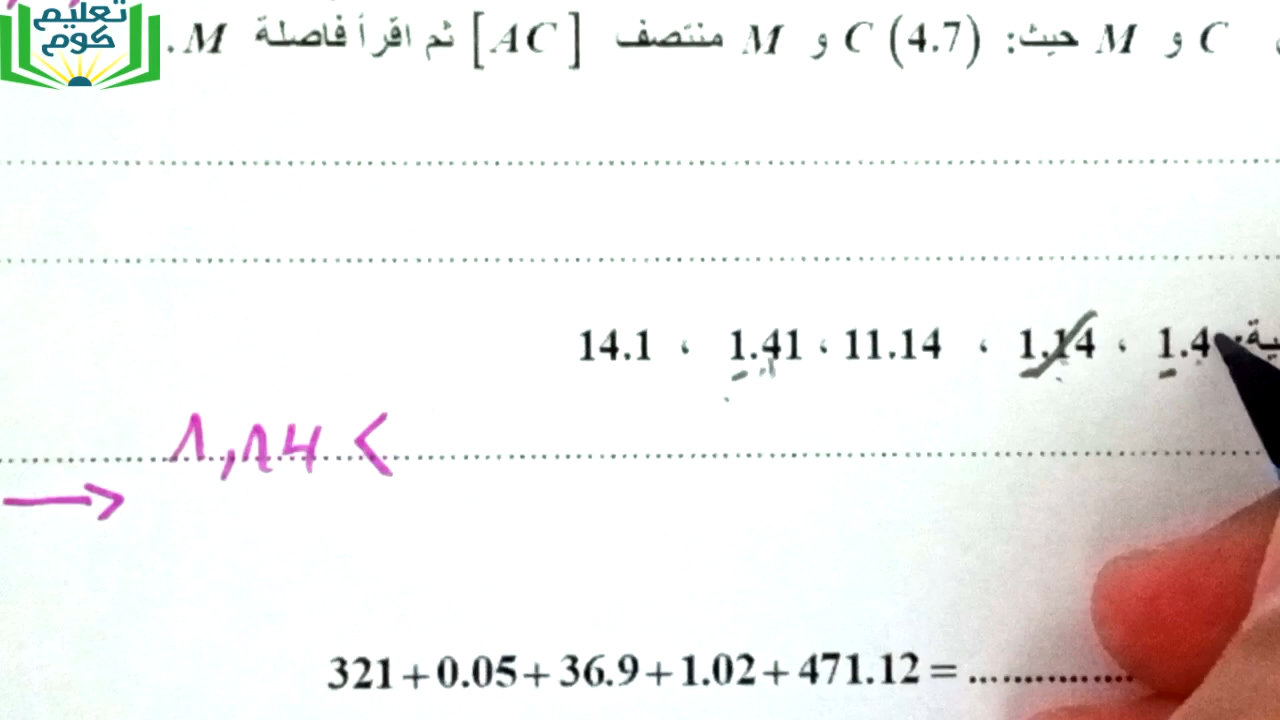 تعليم كوم
C و M حيث: C (4.7) و M منتصف [AC] ثم اقرأ فاصلة M.
1.4 ، 1.14 ، 11.14 ، 1.41 ، 14.1
1,14 <
321+0.05+36.9+1.02+471.12= ................